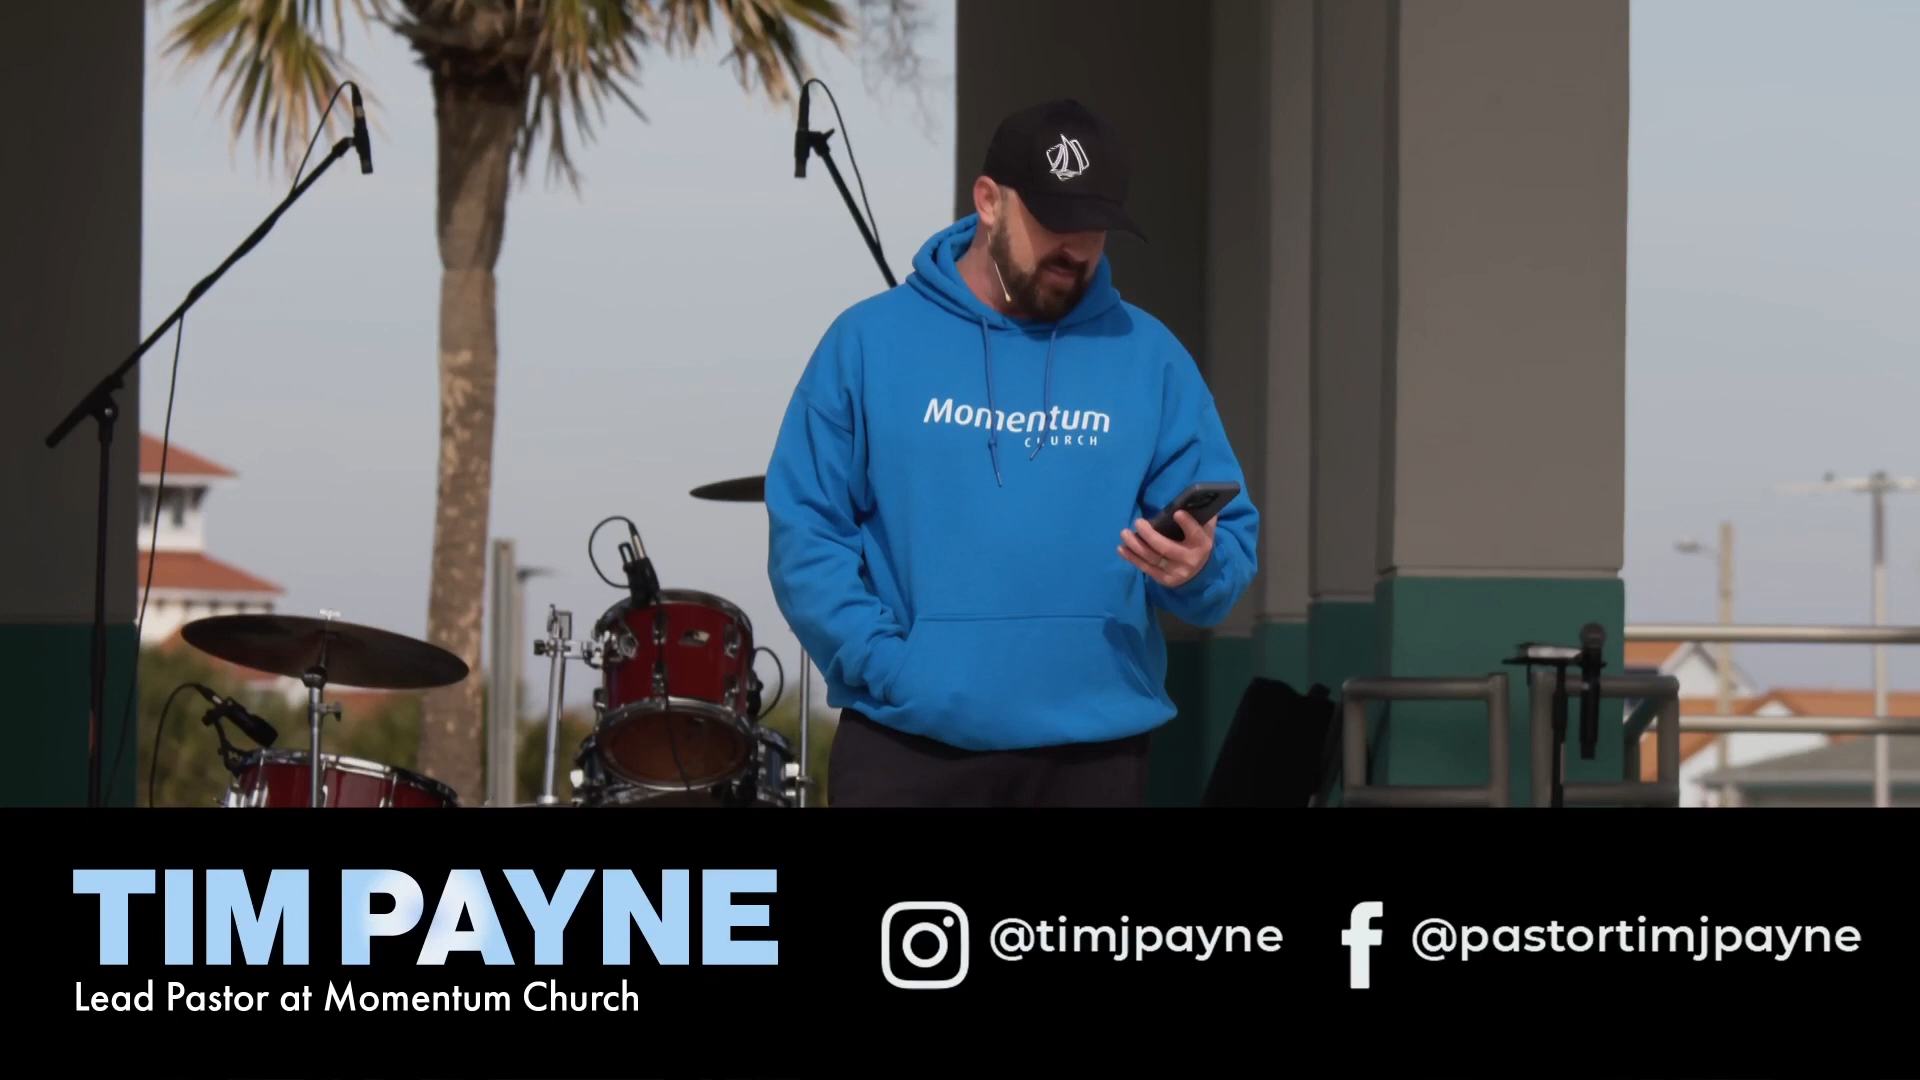 Momentum
CHURCH
TIM PAYNE
Lead Pastor at Momentum Church
@timjpayne
@pastortimjpayne